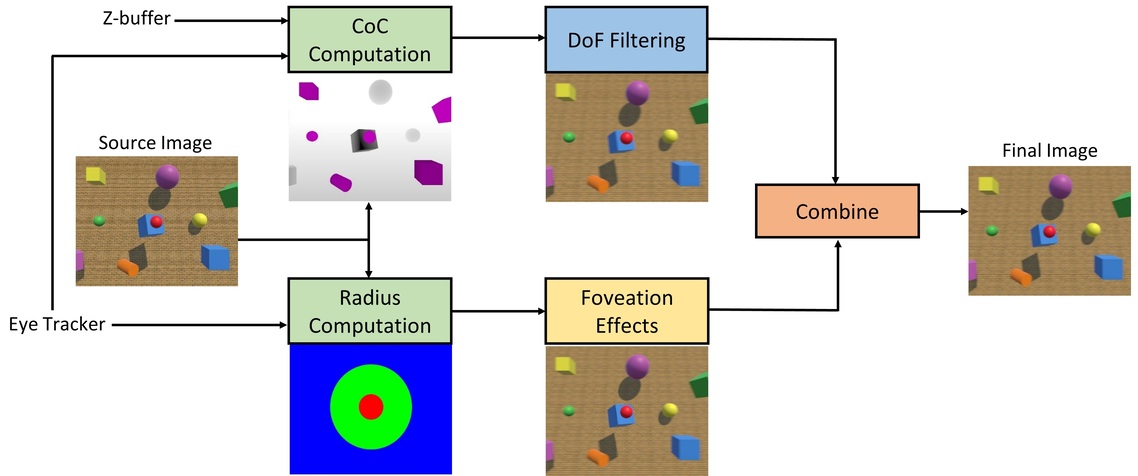 Z-buffer
CoC
Computation
DoF Filtering
Source Image
Final Image
Combine
Eye Tracker
Radius
Computation
Foveation
Effects